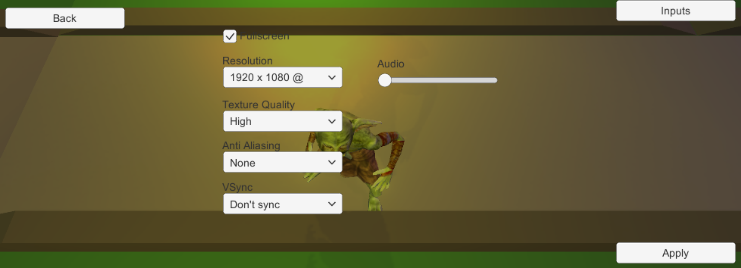 Back
Inputs
Fullscreen
Resolution
1920 x 1080 @
Audio
Texture Quality
High
Anti Aliasing
None
VSync
Don't sync
Apply